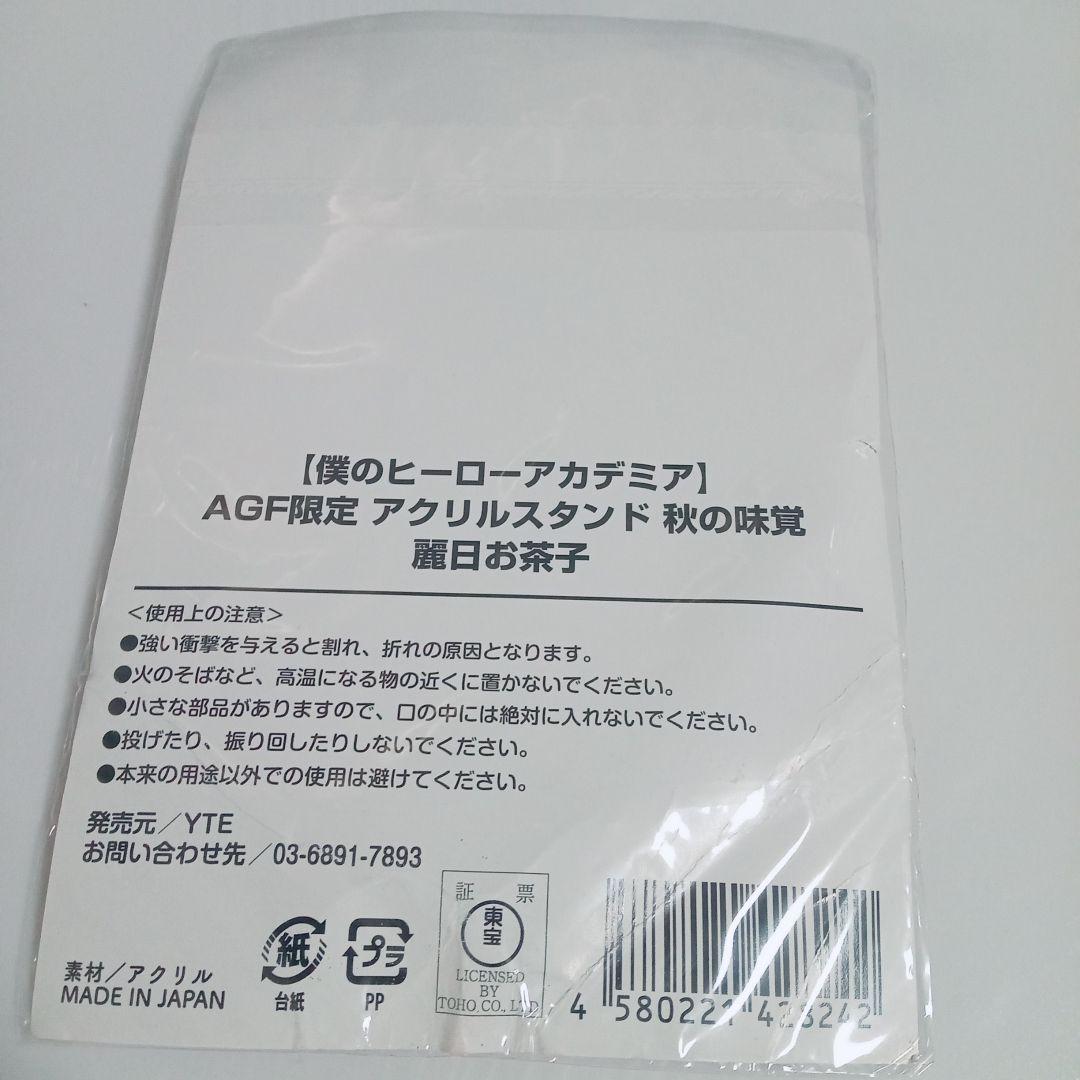 【僕のヒーローアカデミア】
AGF限定 アクリルスタンド 秋の味覚
麗日お茶子
＜使用上の注意＞
●強い衝撃を与えると割れ、折れの原因となります。
●火のそばなど、高温になる物の近くに置かないでください。
●小さな部品がありますので、口の中には絶対に入れないでください。
●投げたり、振り回したりしないでください。
●本来の用途以外での使用は避けてください。
発売元／YTE
お問い合わせ先／03-6891-7893
素材／アクリル
MADE IN JAPAN
紙
台紙
プラ
PP
証 票
東宝
LICENSED
BY
TOHO CO., LTD.
4 580221 423242